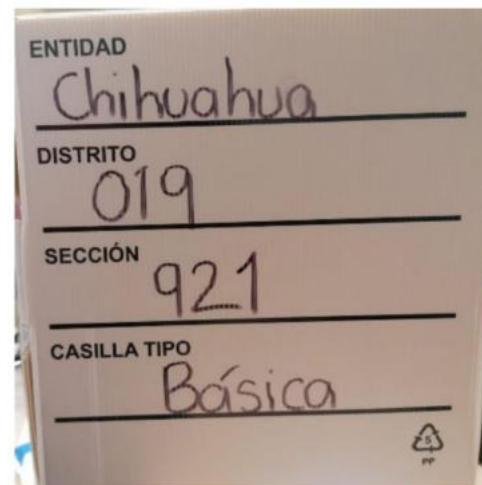 ENTIDAD
Chihuahua
DISTRITO
019
SECCIÓN
921
CASILLA TIPO
Básica
5
PP